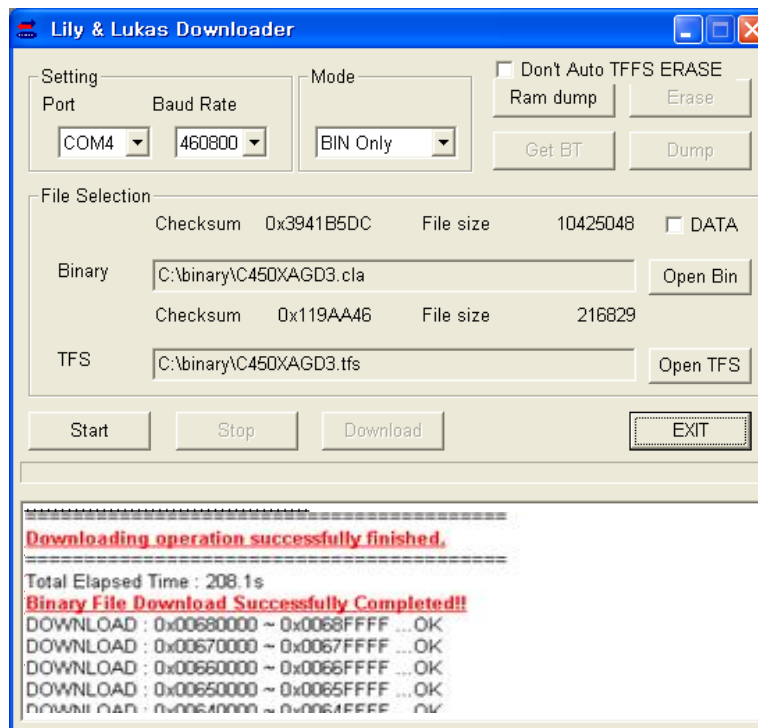 Lily & Lukas Downloader
Setting
Mode
Don't Auto TFFS ERASE
Port
Baud Rate
Ram dump
Erase
COM4
460800
BIN Only
Get BT
Dump
File Selection
Checksum 0x3941B5DC File size 10425048 DATA
Binary C:\binary\C450XAGD3.cla Open Bin
Checksum 0x119AA46 File size 216829
TFS C:\binary\C450XAGD3.tfs Open TFS
Start Stop Download EXIT
==========================================
Downloading operation successfully finished.
==========================================
Total Elapsed Time : 208.1s
Binary File Download Successfully Completed!!
DOWNLOAD : 0x00680000 ~ 0x0068FFFF ...OK
DOWNLOAD : 0x00670000 ~ 0x0067FFFF ...OK
DOWNLOAD : 0x00660000 ~ 0x0066FFFF ...OK
DOWNLOAD : 0x00650000 ~ 0x0065FFFF ...OK
DOWNLOAD : 0x00640000 ~ 0x0064FFFF ...OK